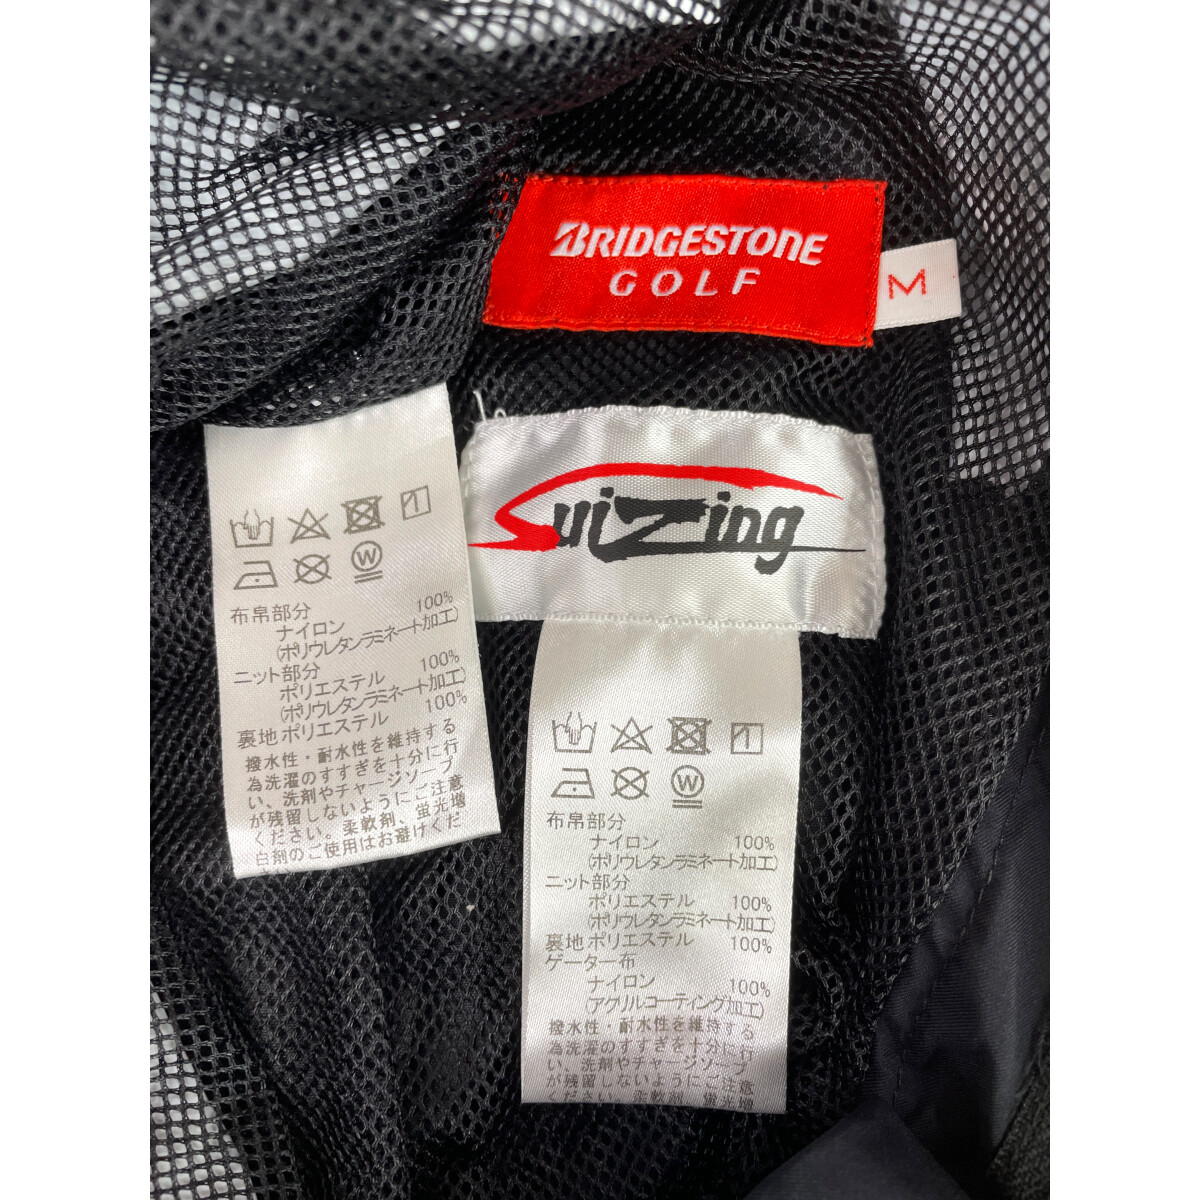 BRIDGESTONE
GOLF
M
Suizing
布帛部分
ナイロン 100%
(ポリウレタンラミネート加工)
ニット部分
ポリエステル 100%
(ポリウレタンラミネート加工)
裏地 ポリエステル 100%
撥水性・耐水性を維持する
為洗濯のすすぎを十分に行
い、洗剤やチャージソープ
が残留しないようにご注意
ください。柔軟剤、蛍光増
白剤のご使用はお避けくだ
W
布帛部分
ナイロン 100%
(ポリウレタンラミネート加工)
ニット部分
ポリエステル 100%
(ポリウレタンラミネート加工)
裏地 ポリエステル 100%
ゲーター布
ナイロン 100%
(アクリルコーティング加工)
撥水性・耐水性を維持する
為洗濯のすすぎを十分に行
い、洗剤やチャージソープ
が残留しないようにご注意
ください。柔軟剤、蛍光増
W